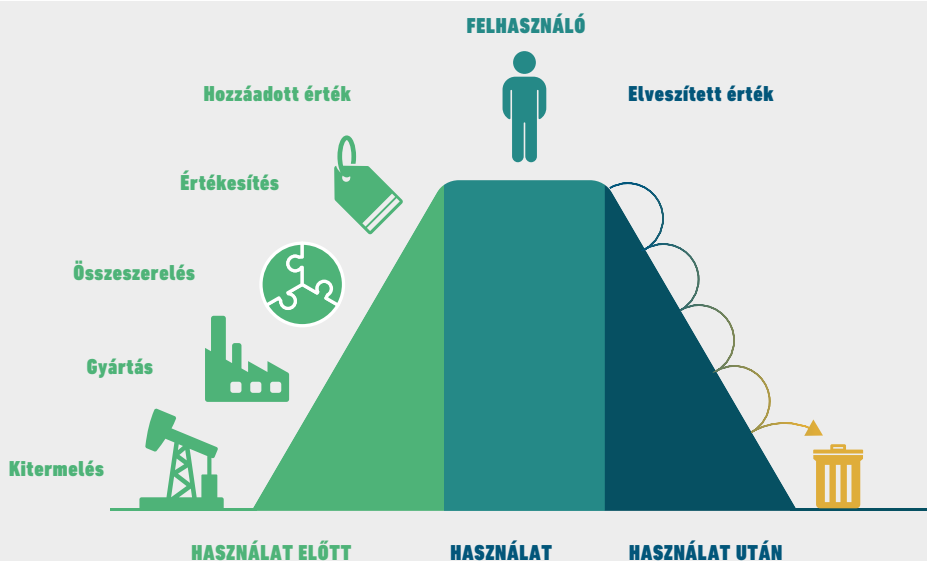 FELHASZNÁLÓ
Hozzáadott érték
Elveszített érték
Értékesítés
Összeszerelés
Gyártás
Kitermelés
HASZNÁLAT ELŐTT
HASZNÁLAT
HASZNÁLAT UTÁN